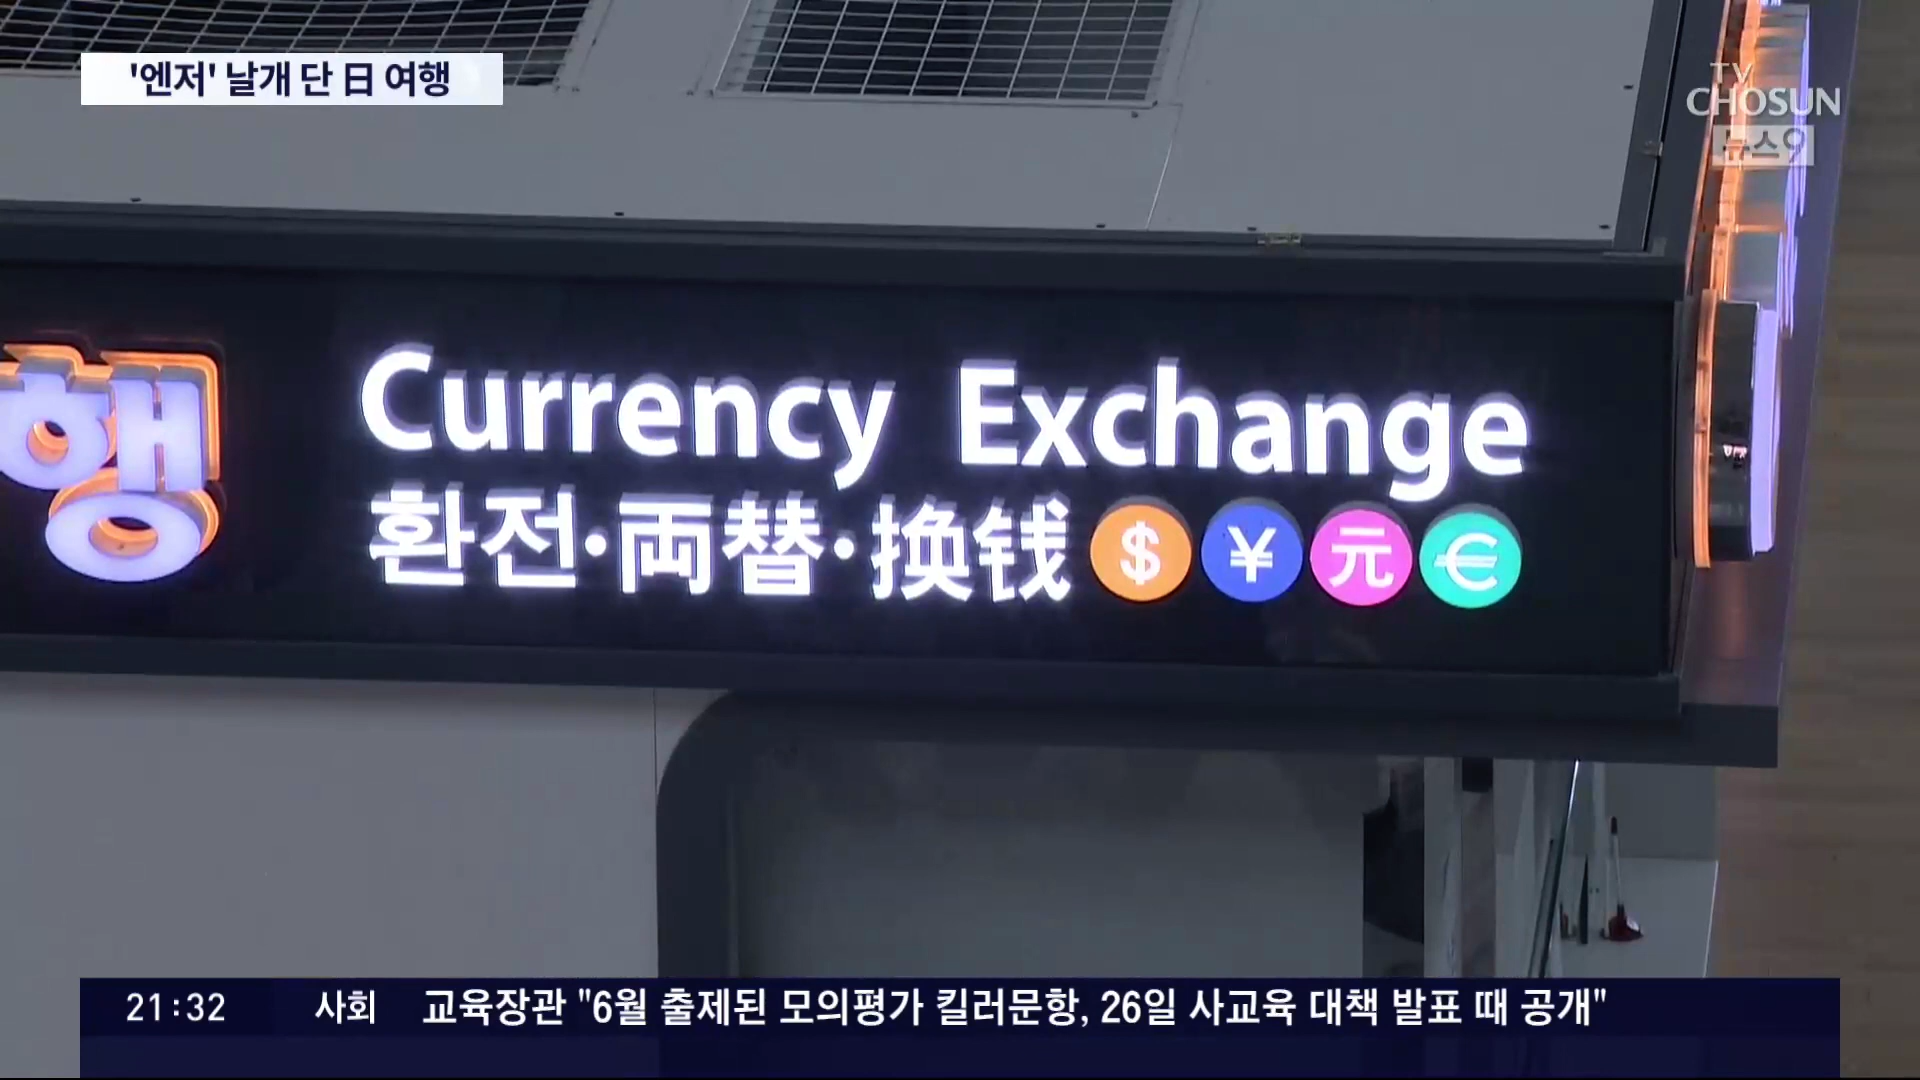 '엔저' 날개 단 日 여행
TV
CHOSUN
뉴스9
행
Currency Exchange
환전·両替·换钱 $ ¥ 元 €
21:32 사회 교육장관 "6월 출제된 모의평가 킬러문항, 26일 사교육 대책 발표 때 공개"